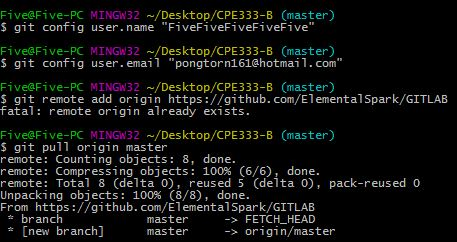 Five@Five-PC MINGW32 ~/Desktop/CPE333-B (master)
$ git config user.name "FiveFiveFiveFiveFive"
Five@Five-PC MINGW32 ~/Desktop/CPE333-B (master)
$ git config user.email "pongtorn161@hotmail.com"
Five@Five-PC MINGW32 ~/Desktop/CPE333-B (master)
$ git remote add origin https://github.com/ElementalSpark/GITLAB
fatal: remote origin already exists.
Five@Five-PC MINGW32 ~/Desktop/CPE333-B (master)
$ git pull origin master
remote: Counting objects: 8, done.
remote: Compressing objects: 100% (6/6), done.
remote: Total 8 (delta 0), reused 5 (delta 0), pack-reused 0
Unpacking objects: 100% (8/8), done.
From https://github.com/ElementalSpark/GITLAB
 * branch            master     -> FETCH_HEAD
 * [new branch]      master     -> origin/master